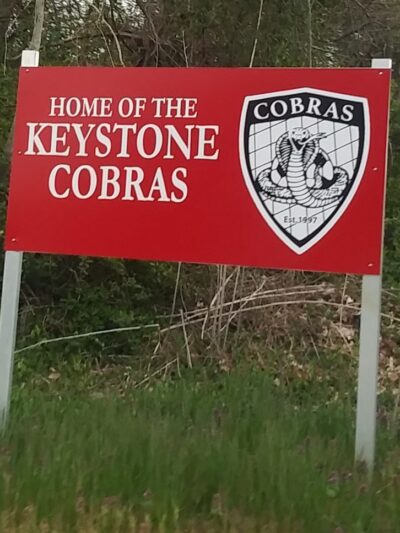 HOME OF THE
KEYSTONE
COBRAS
COBRAS
Est.1997